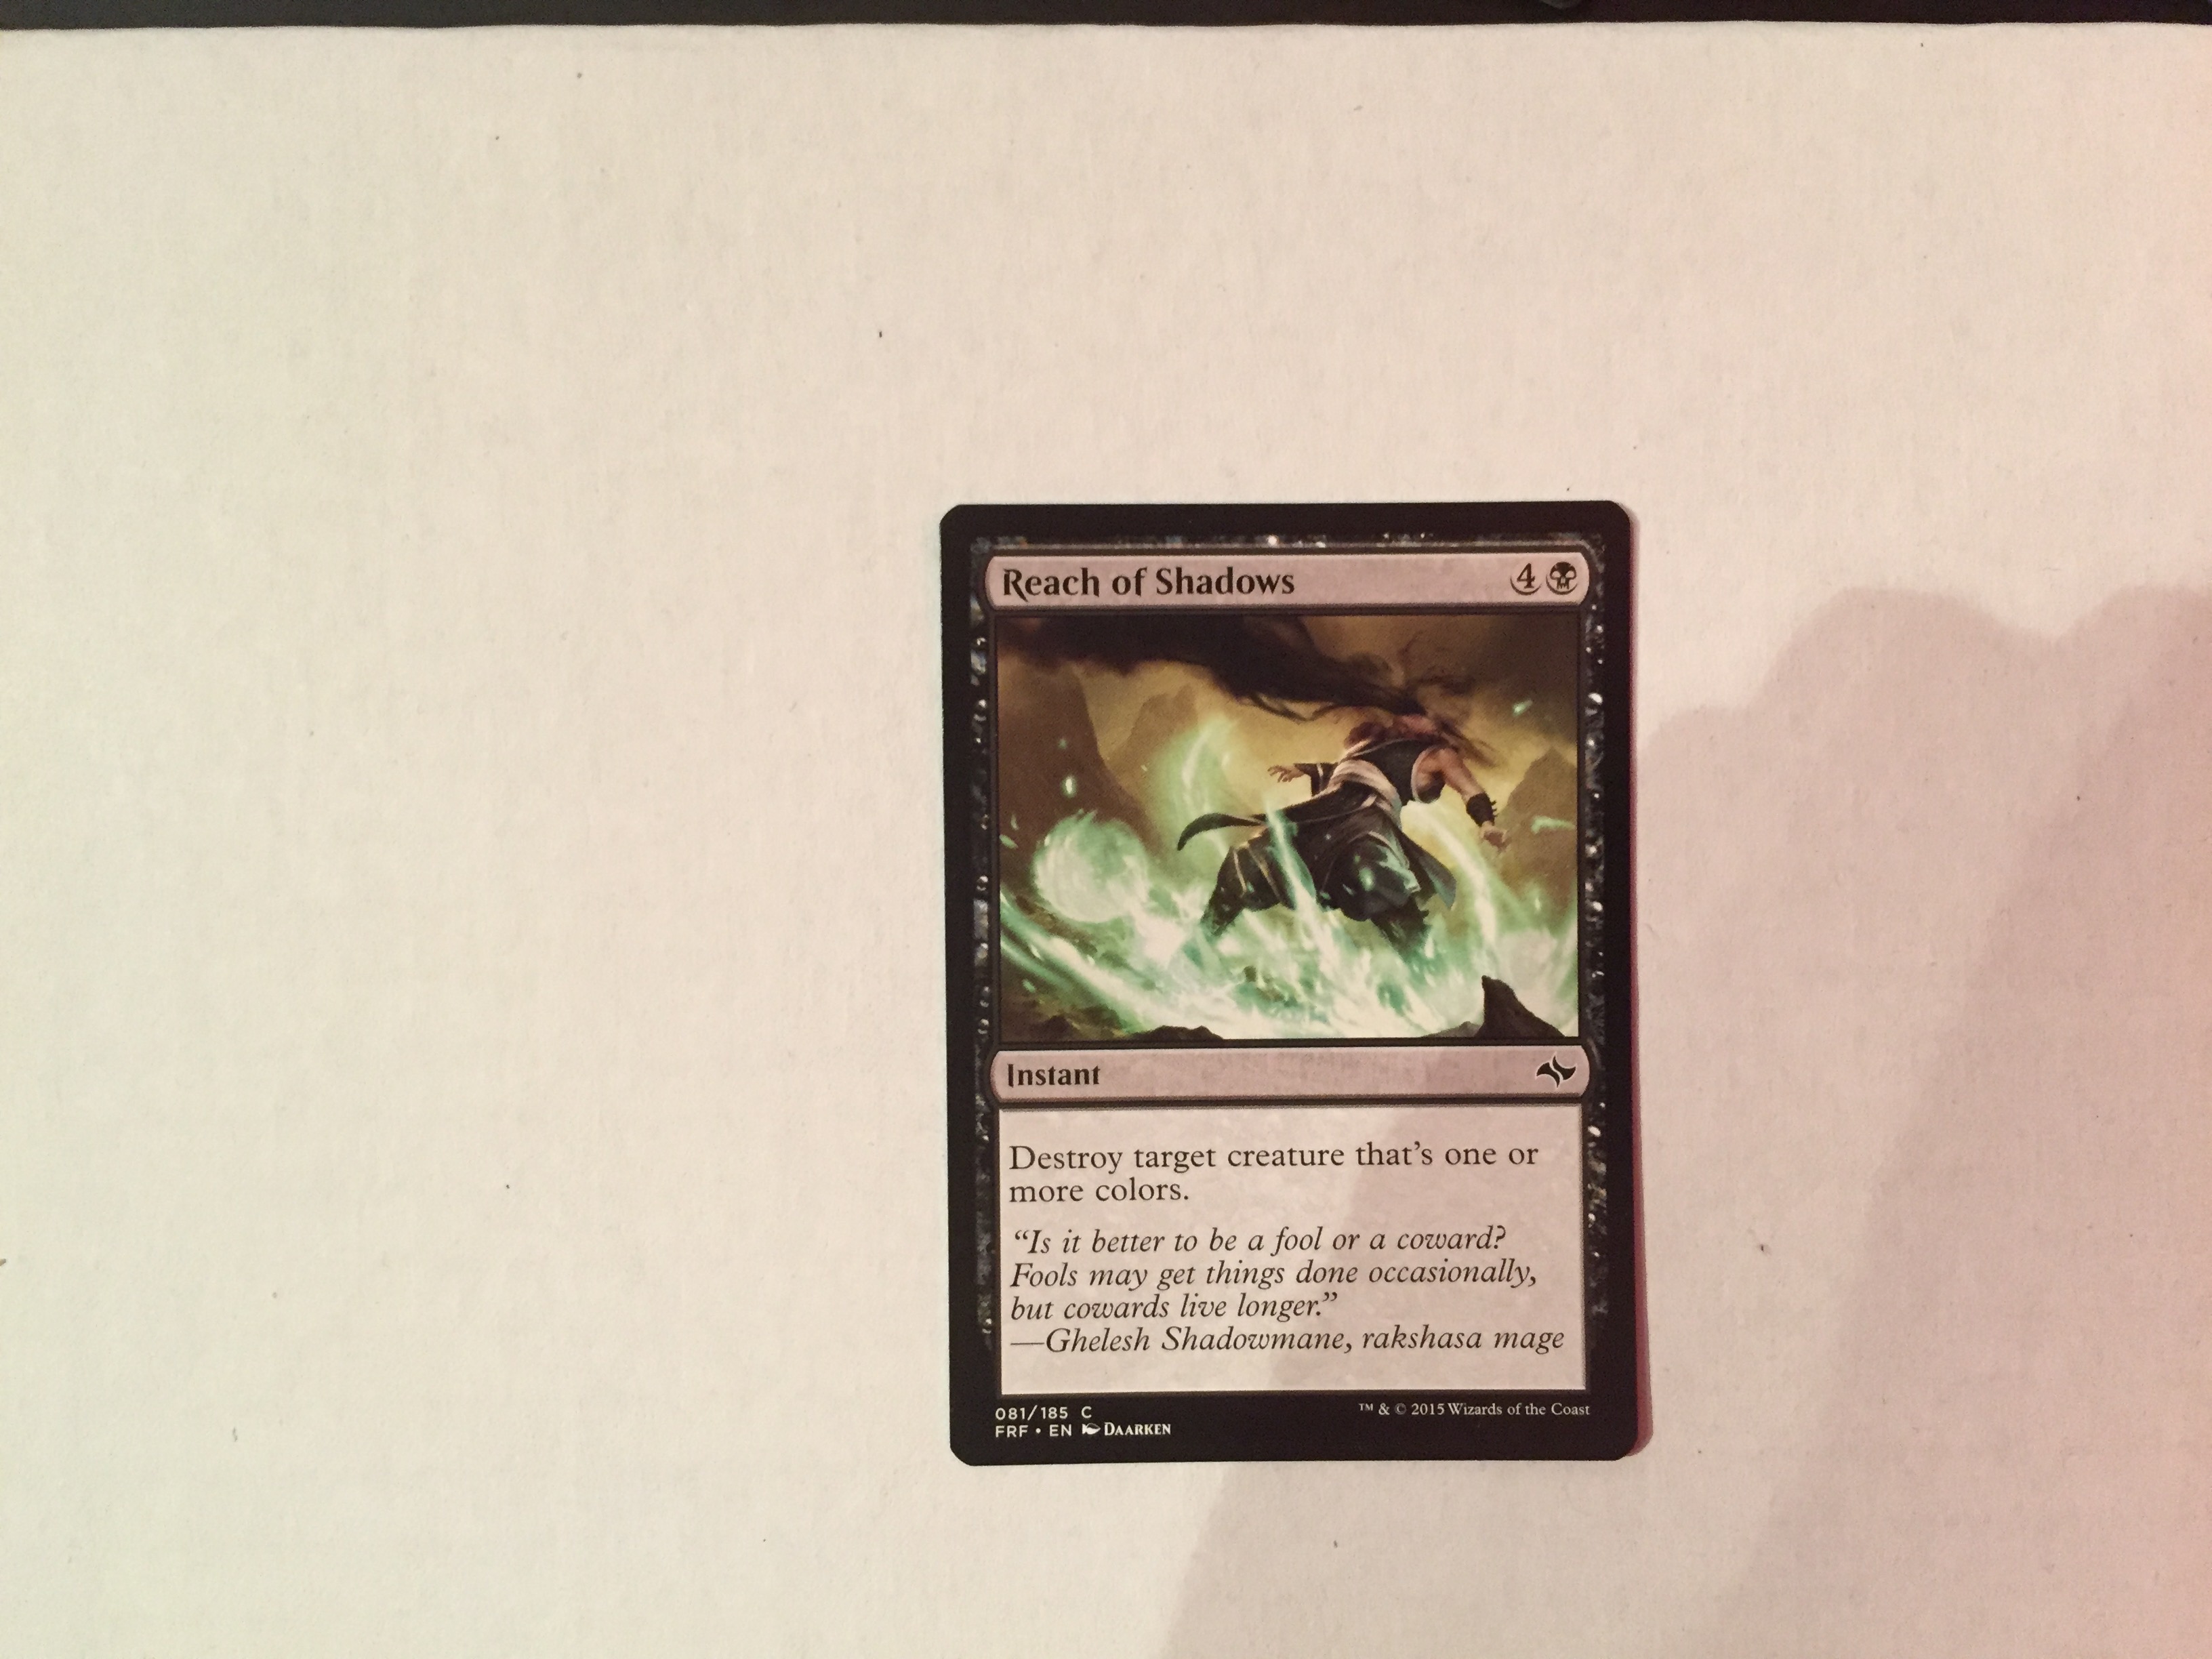 Reach of Shadows 4
Instant
Destroy target creature that's one or
more colors.
“Is it better to be a fool or a coward?
Fools may get things done occasionally,
but cowards live longer.”
—Ghelesh Shadowmane, rakshasa mage
081/185 C ™ & © 2015 Wizards of the Coast
FRF • EN DAARKEN